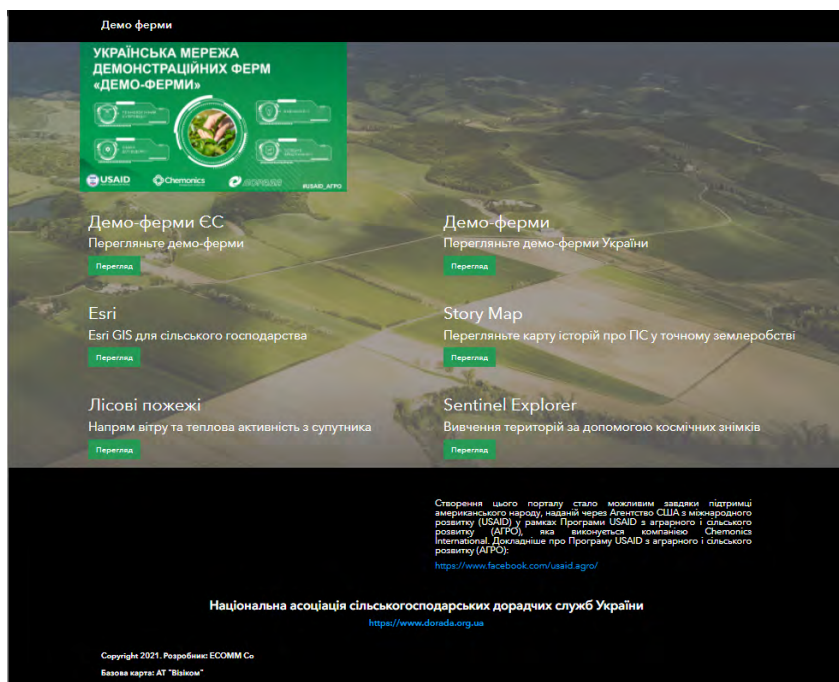 Демо ферми
УКРАЇНСЬКА МЕРЕЖА
ДЕМОНСТРАЦІЙНИХ ФЕРМ
«ДЕМО-ФЕРМИ»
USAID
Chemonics
#USAID_АГРО
Демо-ферми ЄС
Перегляньте демо-ферми
Перегляд
Демо-ферми
Перегляньте демо-ферми України
Перегляд
Esri
Esri GIS для сільського господарства
Перегляд
Story Map
Перегляньте карту історій про ГІС у точному землеробстві
Перегляд
Лісові пожежі
Напрям вітру та теплова активність з супутника
Перегляд
Sentinel Explorer
Вивчення територій за допомогою космічних знімків
Перегляд
Створення цього порталу стало можливим завдяки підтримці
американського народу, наданій через Агентство США з міжнародного
розвитку (USAID) у рамках Програми USAID з аграрного і сільського
розвитку (АГРО), яка виконується компанією Chemonics
International. Докладніше про Програму USAID з аграрного і сільського
розвитку (АГРО):
https://www.facebook.com/usaid.agro/
Національна асоціація сільськогосподарських дорадчих служб України
https://www.dorada.org.ua
Copyright 2021. Розробник: ECOMM Co
Базова карта: АТ "Візіком"